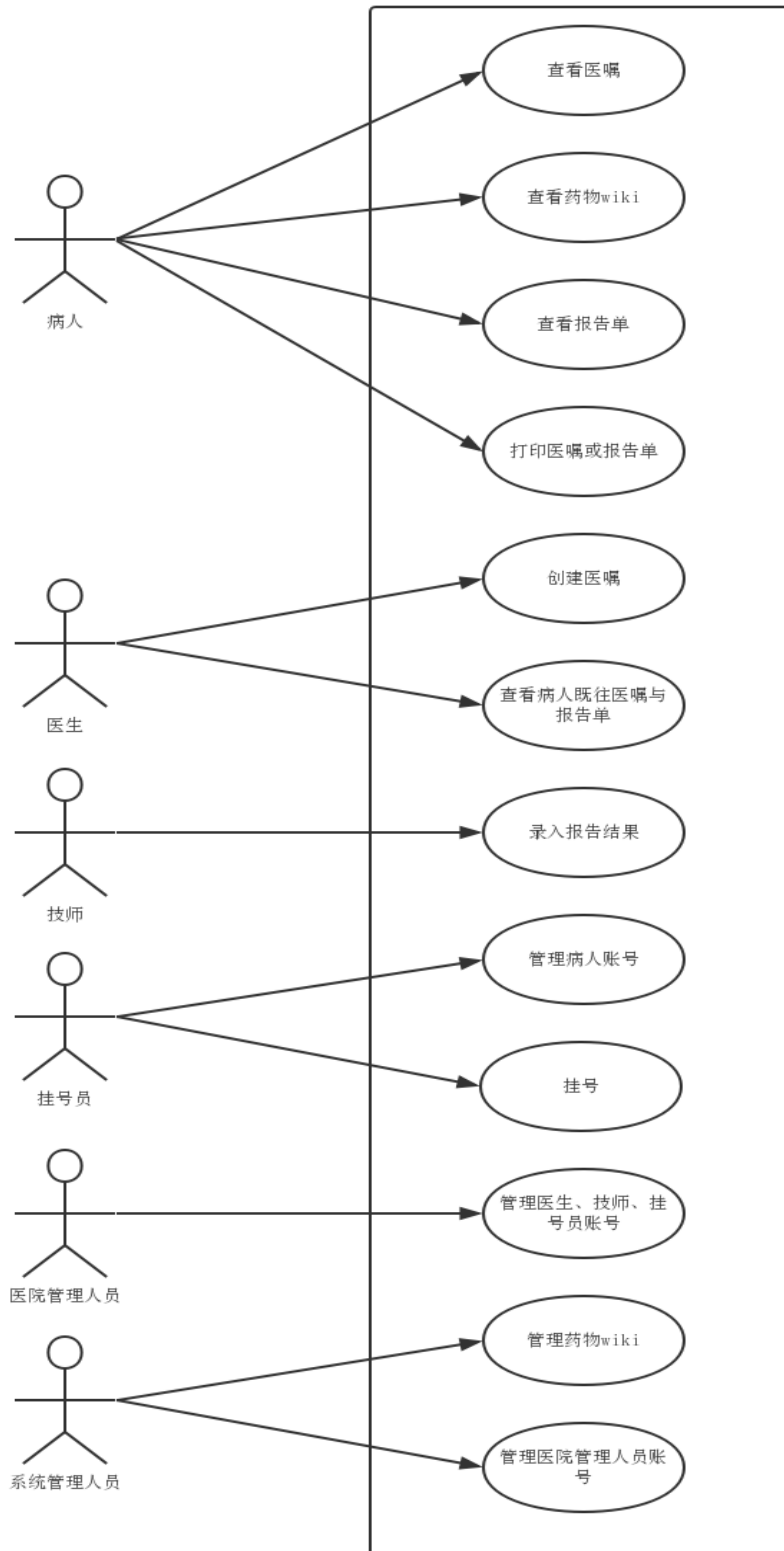 查看医嘱
查看药物wiki
病人
查看报告单
打印医嘱或报告单
创建医嘱
医生
查看病人既往医嘱与
报告单
录入报告结果
技师
管理病人账号
挂号员
挂号
管理医生、技师、挂
号员账号
医院管理人员
管理药物wiki
系统管理人员
管理医院管理人员账
号